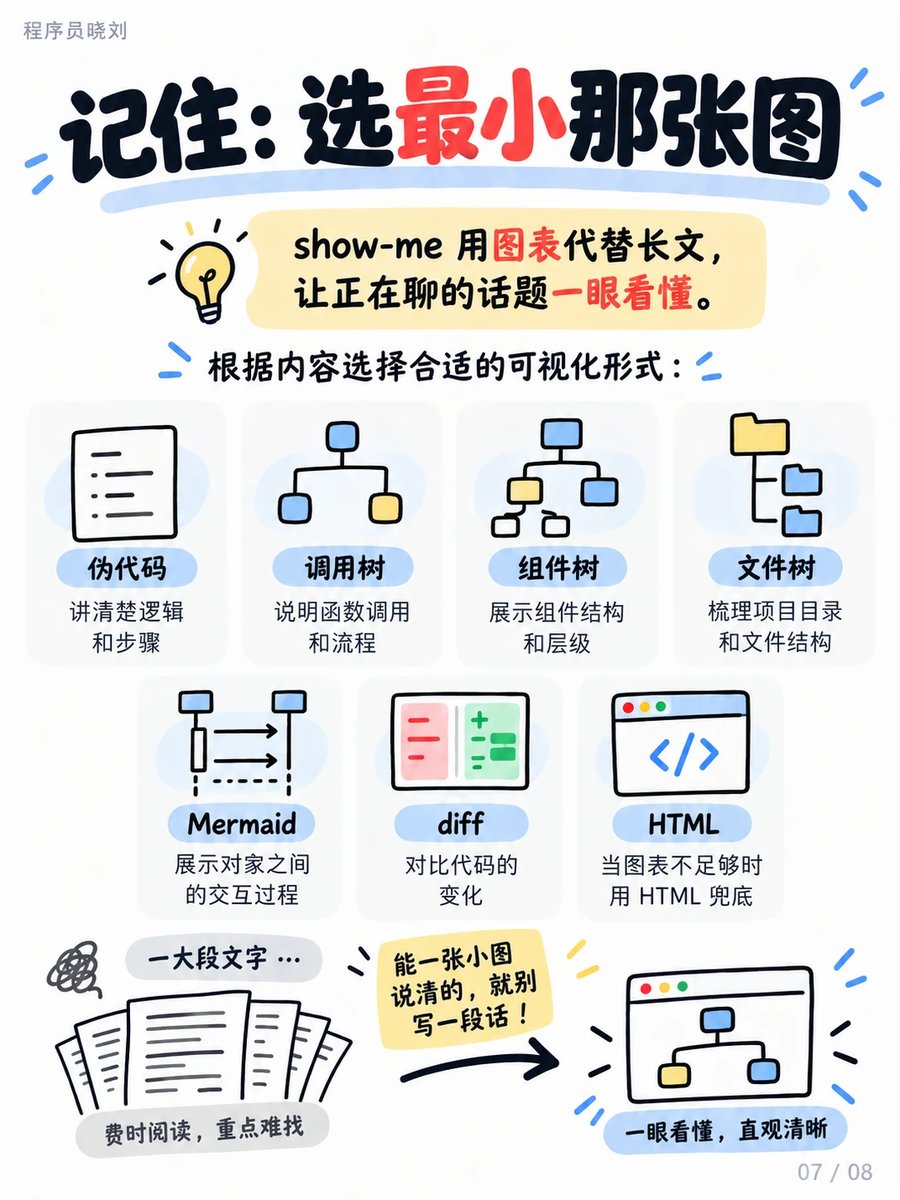 程序员晓刘
记住：选最小那张图
show-me 用图表代替长文，
让正在聊的话题一眼看懂。
根据内容选择合适的可视化形式：
伪代码
讲清楚逻辑
和步骤
调用树
说明函数调用
和流程
组件树
展示组件结构
和层级
文件树
梳理项目目录
和文件结构
Mermaid
展示对家之间
的交互过程
diff
对比代码的
变化
HTML
当图表不足够时
用 HTML 兜底
一大段文字 …
费时阅读，重点难找
能一张小图
说清的，就别
写一段话！
</>
一眼看懂，直观清晰
07 / 08